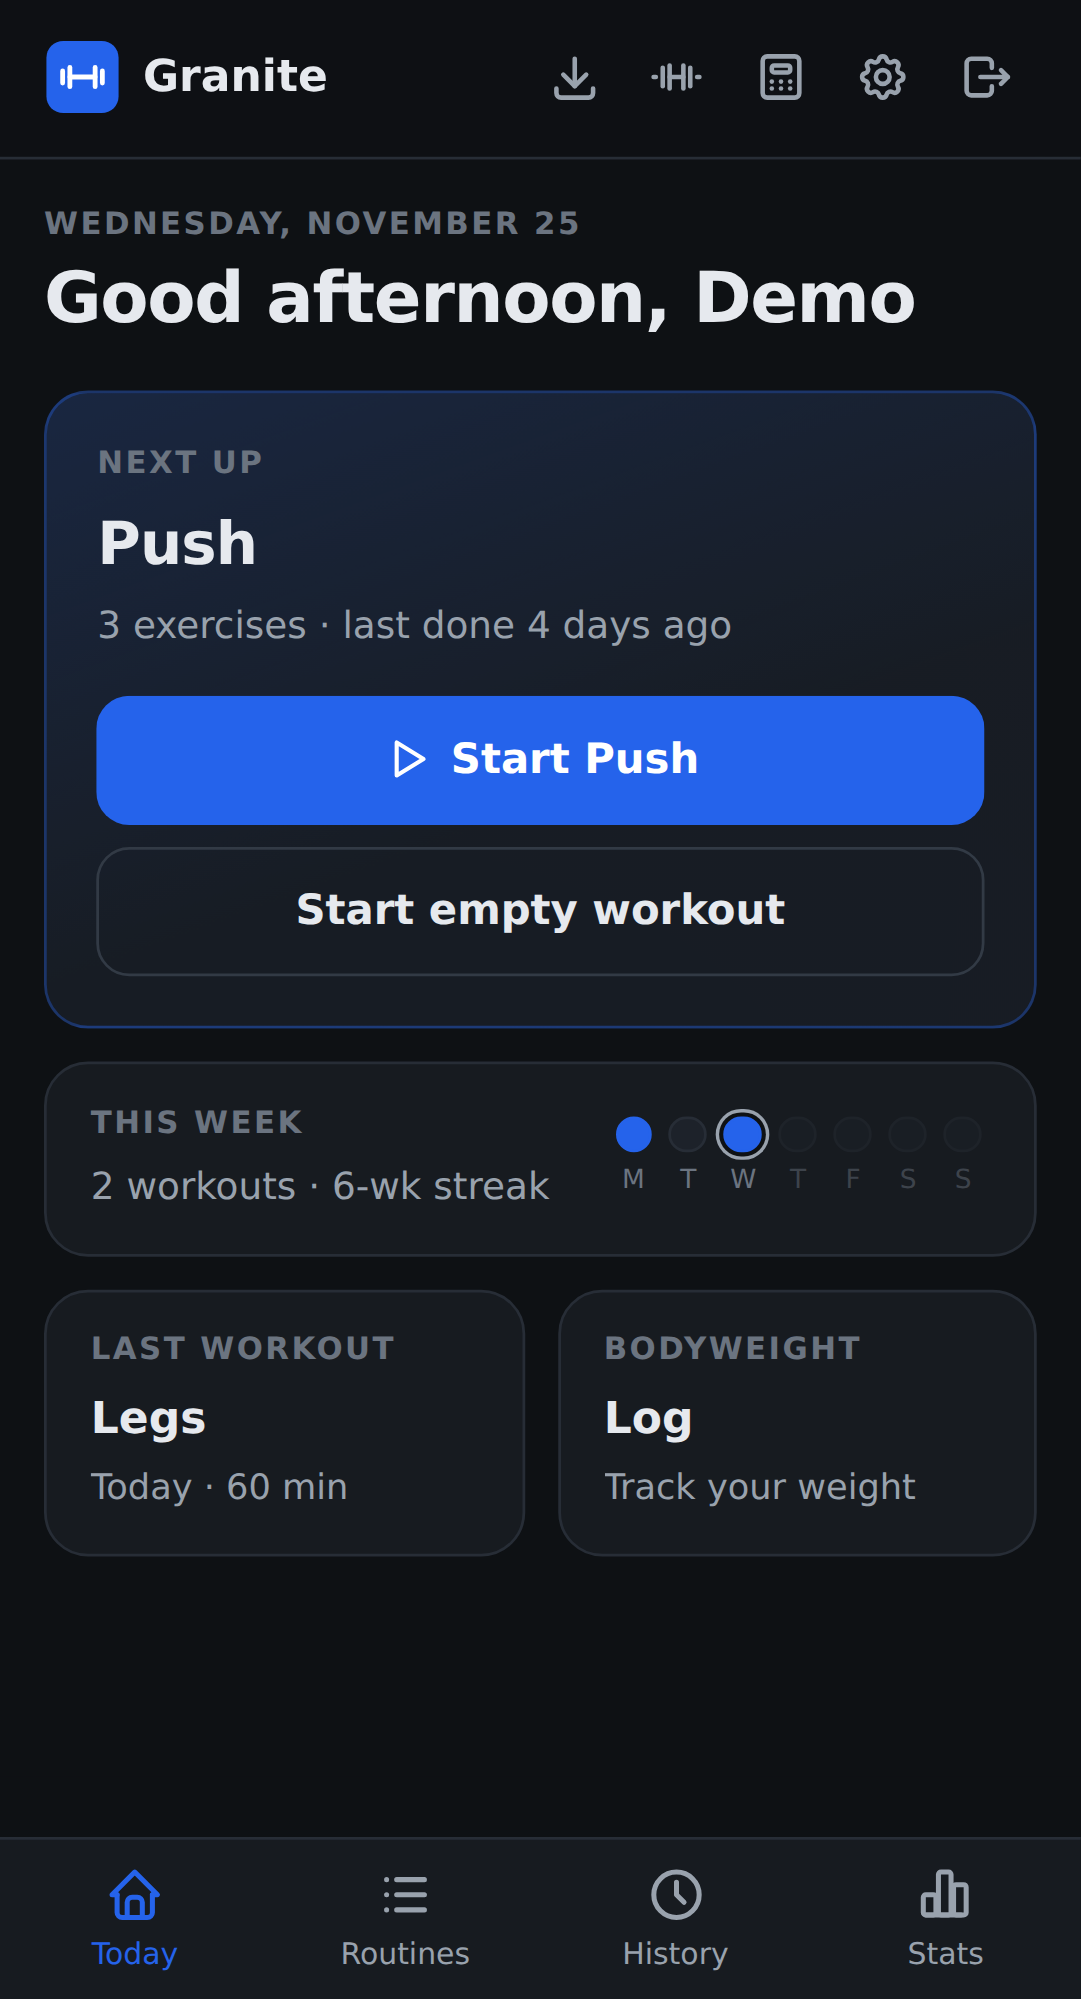 Granite
WEDNESDAY, NOVEMBER 25
Good afternoon, Demo
NEXT UP
Push
3 exercises · last done 4 days ago
Start Push
Start empty workout
THIS WEEK
2 workouts · 6-wk streak
M T W T F S S
LAST WORKOUT
Legs
Today · 60 min
BODYWEIGHT
Log
Track your weight
Today Routines History Stats